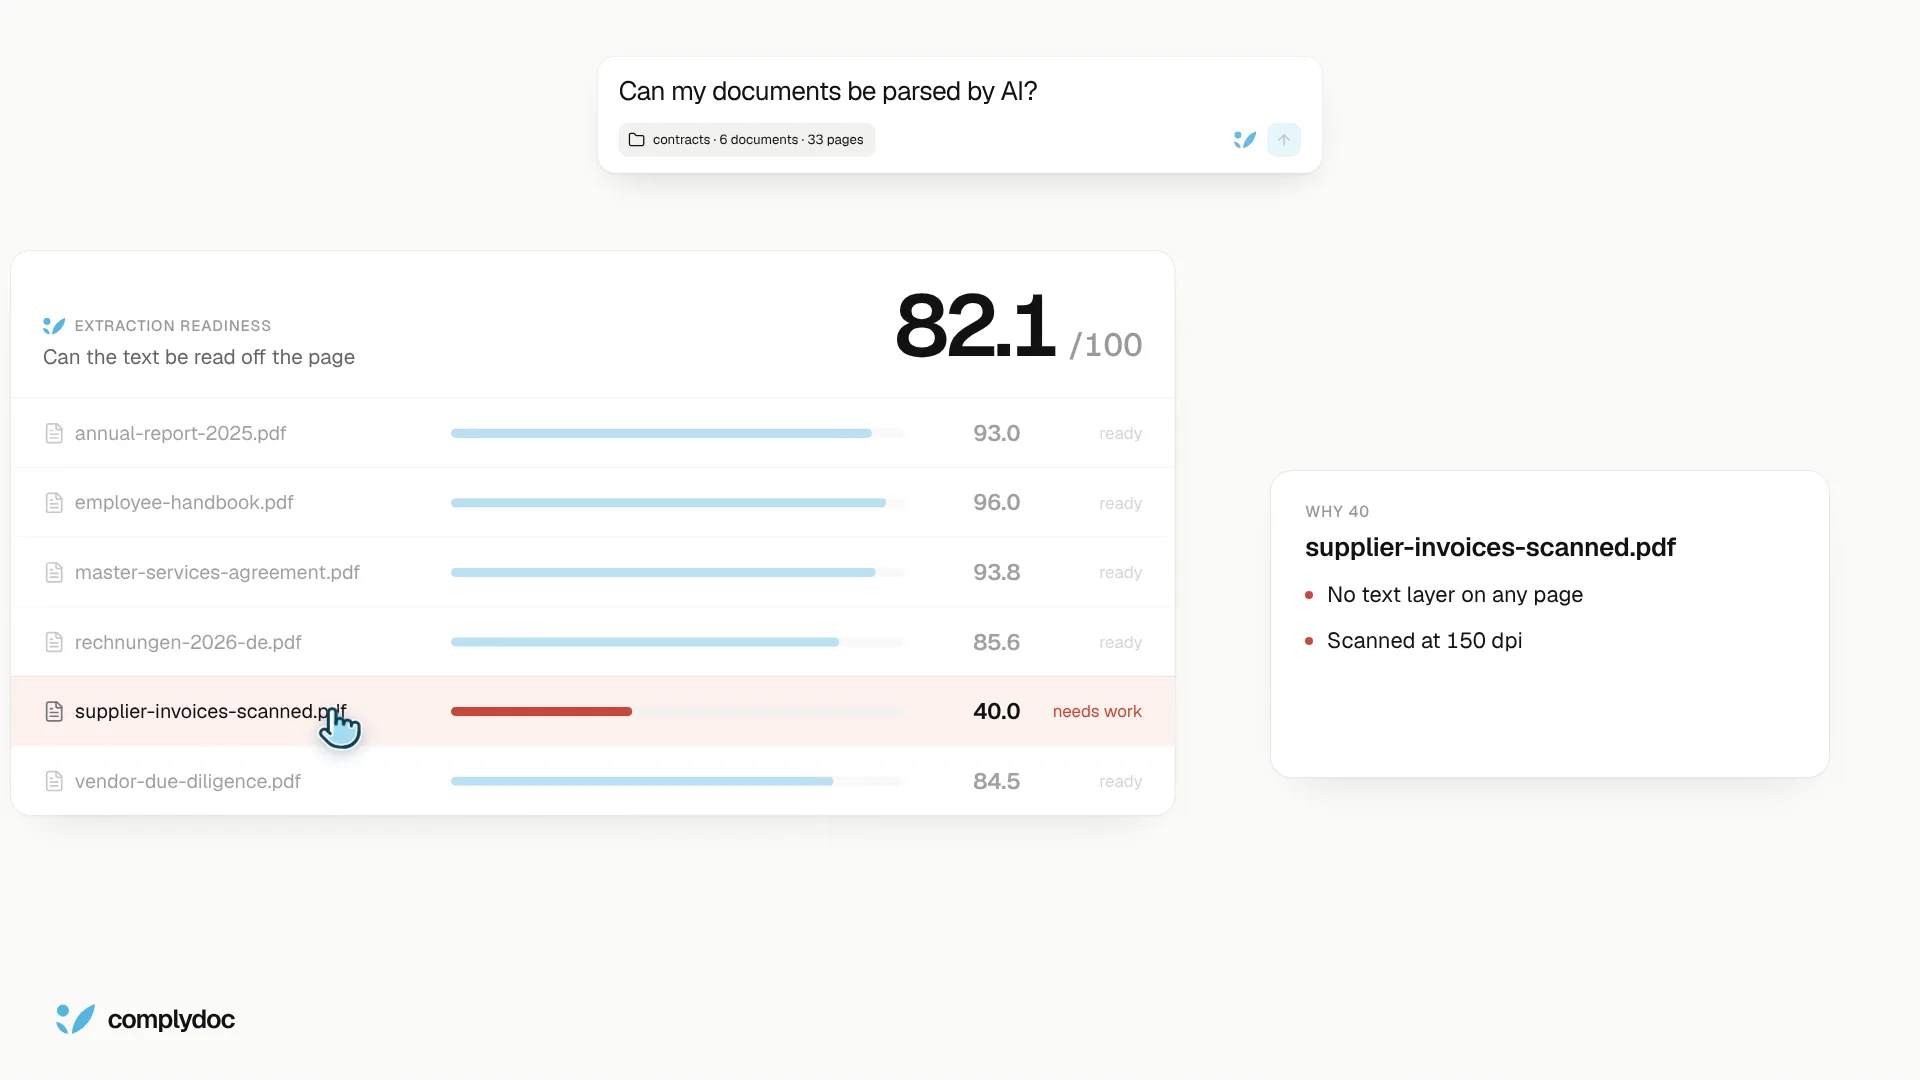 Can my documents be parsed by AI?
contracts · 6 documents · 33 pages
EXTRACTION READINESS
Can the text be read off the page
82.1 /100
annual-report-2025.pdf 93.0 ready
employee-handbook.pdf 96.0 ready
master-services-agreement.pdf 93.8 ready
rechnungen-2026-de.pdf 85.6 ready
supplier-invoices-scanned.pdf 40.0 needs work
vendor-due-diligence.pdf 84.5 ready
WHY 40
supplier-invoices-scanned.pdf
No text layer on any page
Scanned at 150 dpi
complydoc